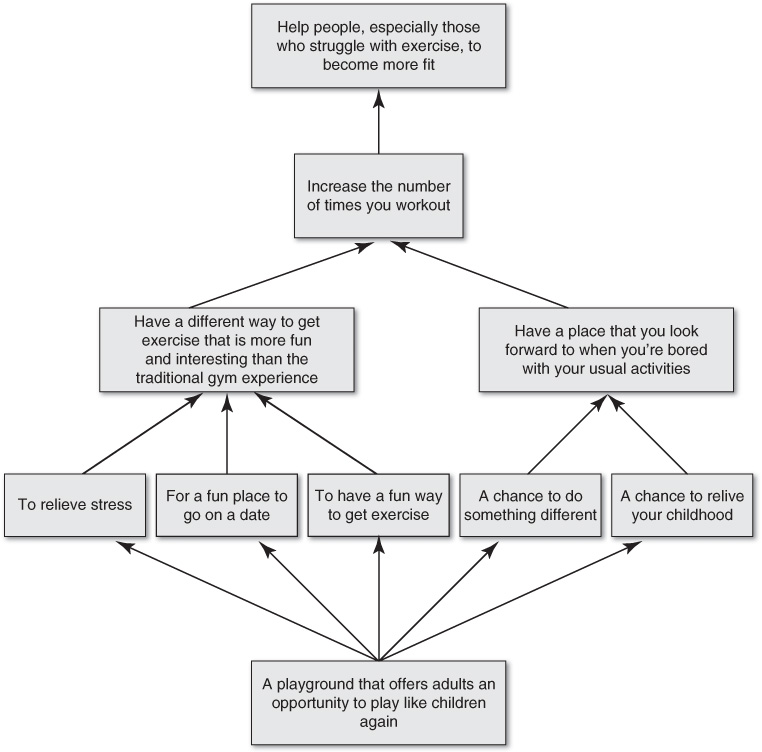 Help people, especially those
who struggle with exercise, to
become more fit
Increase the number
of times you workout
Have a different way to get
exercise that is more fun
and interesting than the
traditional gym experience
Have a place that you look
forward to when you’re bored
with your usual activities
To relieve stress
For a fun place to
go on a date
To have a fun way
to get exercise
A chance to do
something different
A chance to relive
your childhood
A playground that offers adults an
opportunity to play like children
again